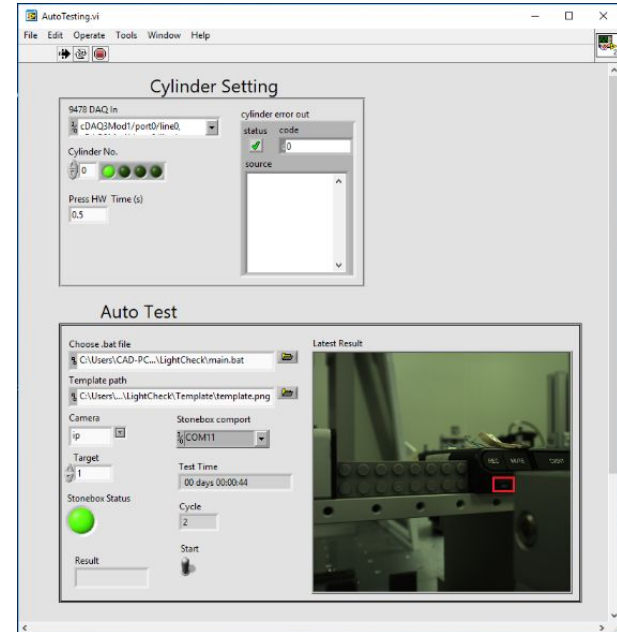 AutoTesting.vi
File Edit Operate Tools Window Help
Cylinder Setting
9478 DAQ In
cDAQ3Mod1/port0/line0,
cylinder error out
status code
0
Cylinder No.
0
source
Press HW Time (s)
0.5
Auto Test
Choose .bat file
C:\Users\CAD-PC...\LightCheck\main.bat
Template path
C:\Users\...\LightCheck\Template\template.png
Camera
ip
Stonebox comport
COM11
Target
1
Test Time
00 days 00:00:44
Stonebox Status
Cycle
2
Start
Result
Latest Result
REC MUTE